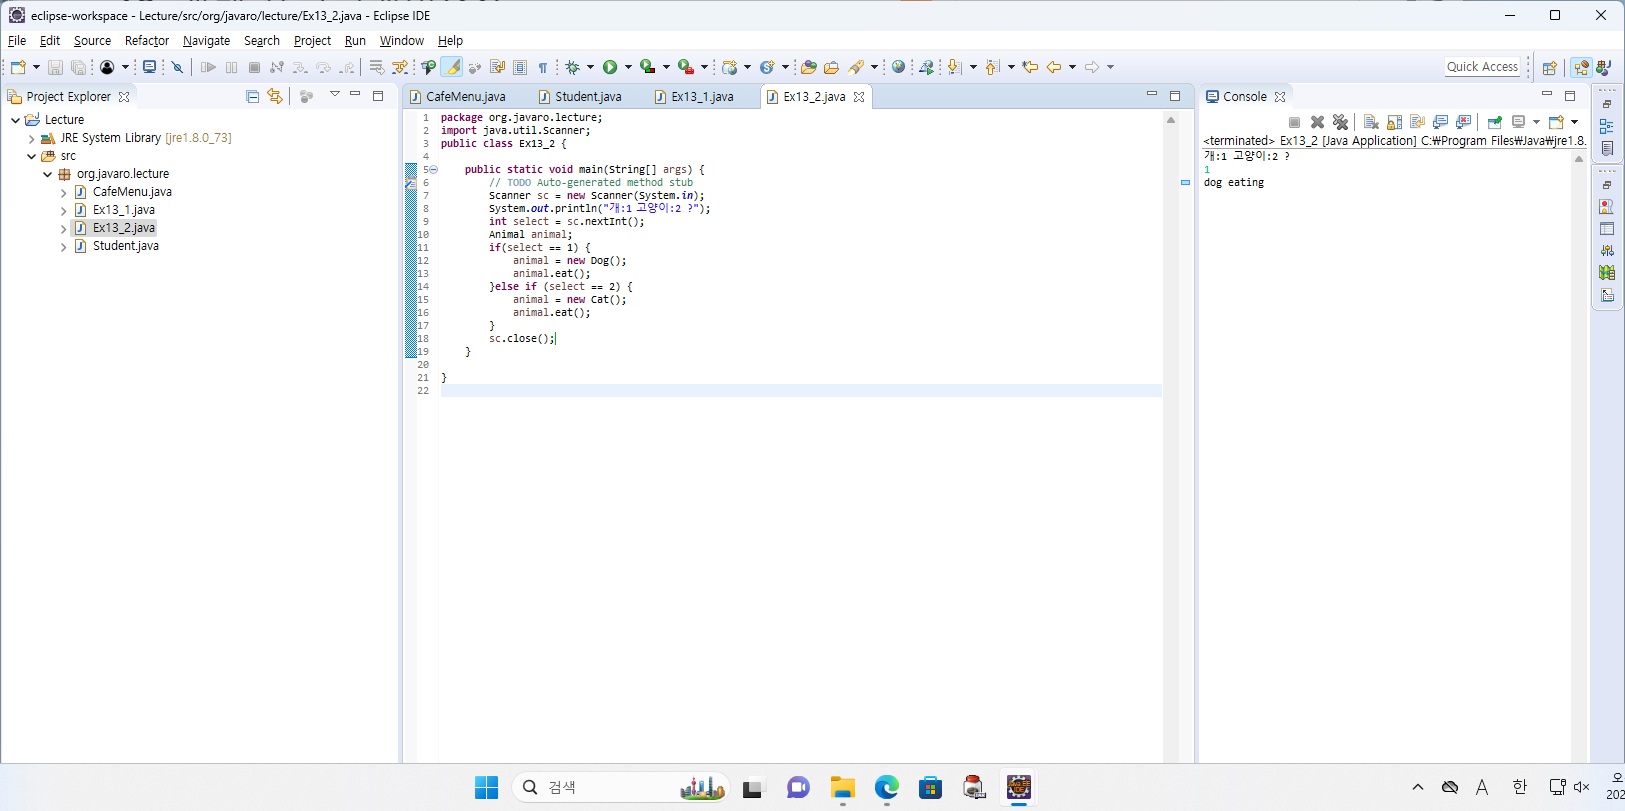 eclipse-workspace - Lecture/src/org/javaro/lecture/Ex13_2.java - Eclipse IDE
File Edit Source Refactor Navigate Search Project Run Window Help
Quick Access
Project Explorer
Lecture
JRE System Library [jre1.8.0_73]
src
org.javaro.lecture
CafeMenu.java
Ex13_1.java
Ex13_2.java
Student.java
CafeMenu.java Student.java Ex13_1.java Ex13_2.java
1 package org.javaro.lecture;
2 import java.util.Scanner;
3 public class Ex13_2 {
4
5 public static void main(String[] args) {
6 // TODO Auto-generated method stub
7 Scanner sc = new Scanner(System.in);
8 System.out.println("개:1 고양이:2 ?");
9 int select = sc.nextInt();
10 Animal animal;
11 if(select == 1) {
12 animal = new Dog();
13 animal.eat();
14 }else if (select == 2) {
15 animal = new Cat();
16 animal.eat();
17 }
18 sc.close();
19 }
20
21 }
22
Console
<terminated> Ex13_2 [Java Application] C:₩Program Files₩Java₩jre1.8.
개:1 고양이:2 ?
1
dog eating
검색
A 한
오
202